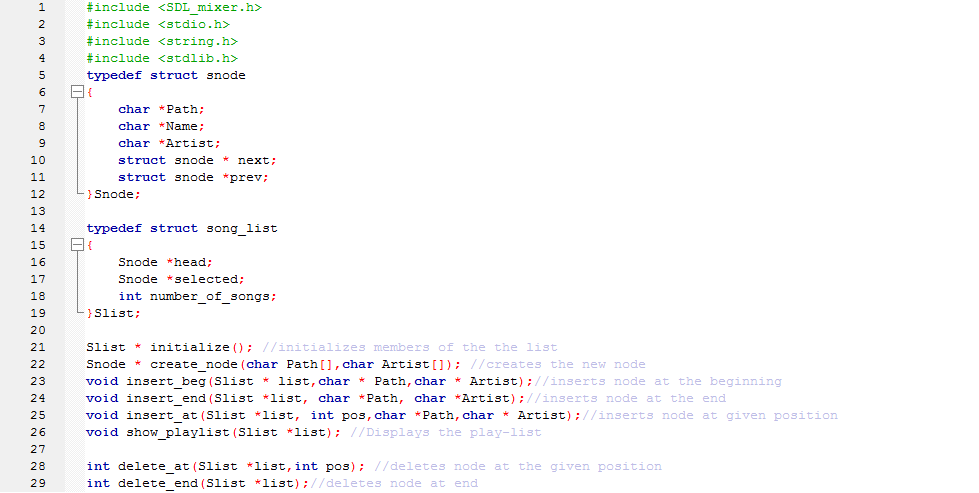 1 #include <SDL_mixer.h>
2 #include <stdio.h>
3 #include <string.h>
4 #include <stdlib.h>
5 typedef struct snode
6 {
7 char *Path;
8 char *Name;
9 char *Artist;
10 struct snode * next;
11 struct snode *prev;
12 }Snode;
13
14 typedef struct song_list
15 {
16 Snode *head;
17 Snode *selected;
18 int number_of_songs;
19 }Slist;
20
21 Slist * initialize(); //initializes members of the the list
22 Snode * create_node(char Path[],char Artist[]); //creates the new node
23 void insert_beg(Slist * list,char * Path,char * Artist);//inserts node at the beginning
24 void insert_end(Slist *list, char *Path, char *Artist);//inserts node at the end
25 void insert_at(Slist *list, int pos,char *Path,char * Artist);//inserts node at given position
26 void show_playlist(Slist *list); //Displays the play-list
27
28 int delete_at(Slist *list,int pos); //deletes node at the given position
29 int delete_end(Slist *list);//deletes node at end